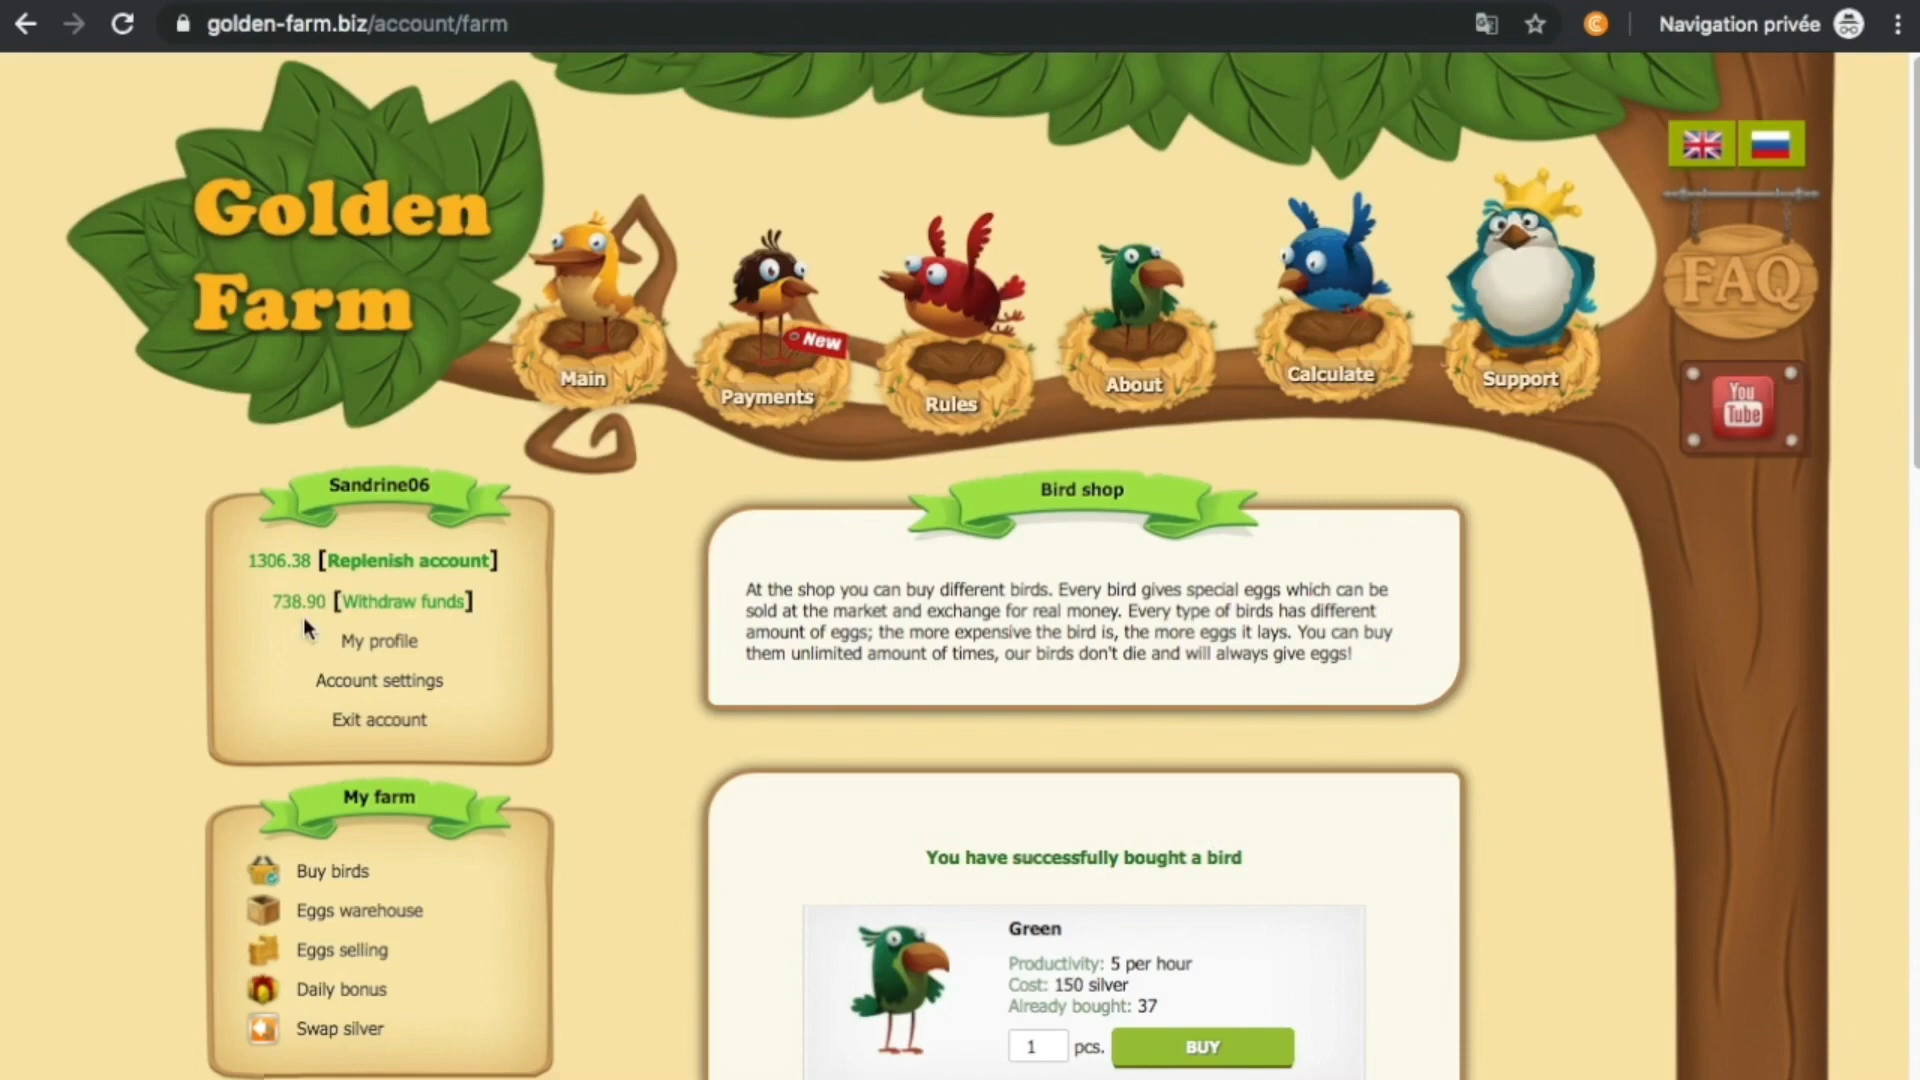 golden-farm.biz/account/farm
Navigation privée
Golden
Farm
Main
Payments
New
Rules
About
Calculate
Support
FAQ
You
Tube
Sandrine06
1306.38 [Replenish account]
738.90 [Withdraw funds]
My profile
Account settings
Exit account
Bird shop
At the shop you can buy different birds. Every bird gives special eggs which can be
sold at the market and exchange for real money. Every type of birds has different
amount of eggs; the more expensive the bird is, the more eggs it lays. You can buy
them unlimited amount of times, our birds don't die and will always give eggs!
My farm
Buy birds
Eggs warehouse
Eggs selling
Daily bonus
Swap silver
You have successfully bought a bird
Green
Productivity: 5 per hour
Cost: 150 silver
Already bought: 37
1 pcs. BUY